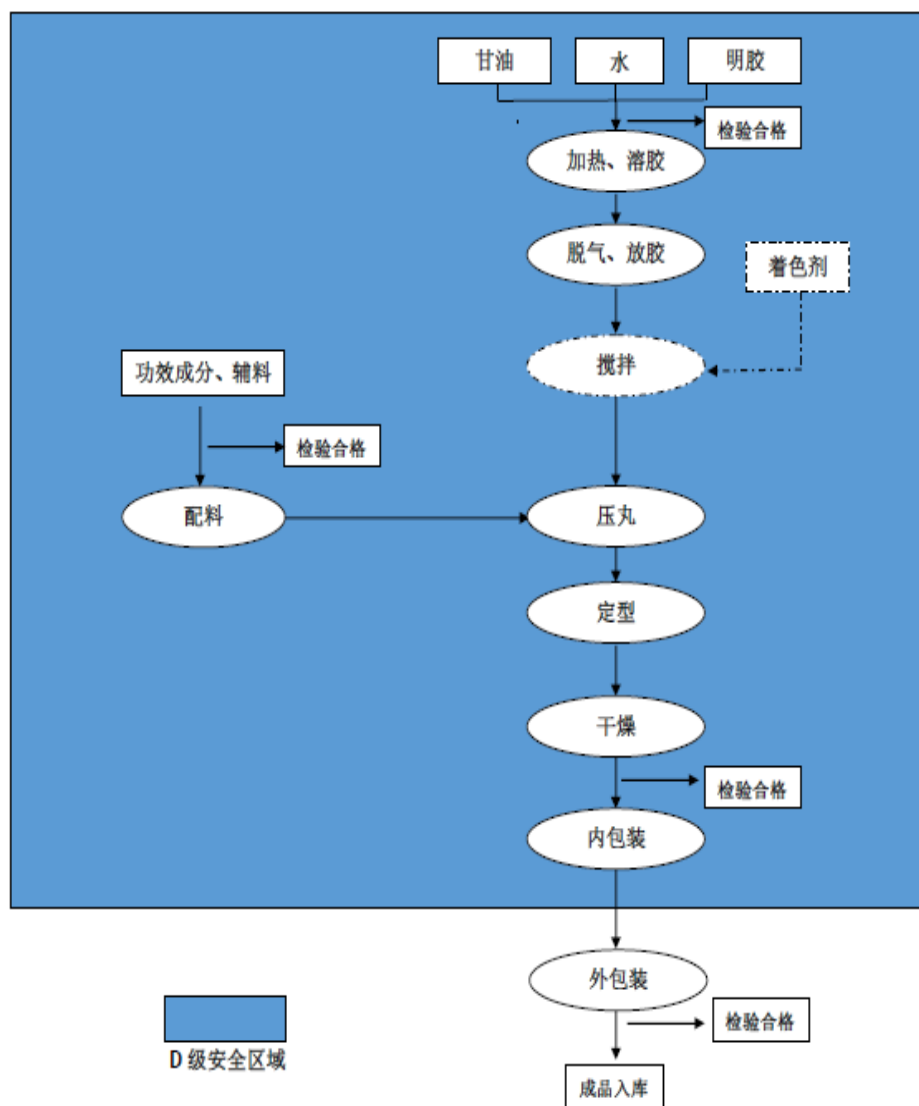 甘油
水
明胶
检验合格
加热、溶胶
脱气、放胶
着色剂
搅拌
功效成分、辅料
检验合格
配料
压丸
定型
干燥
检验合格
内包装
外包装
检验合格
D 级安全区域
成品入库